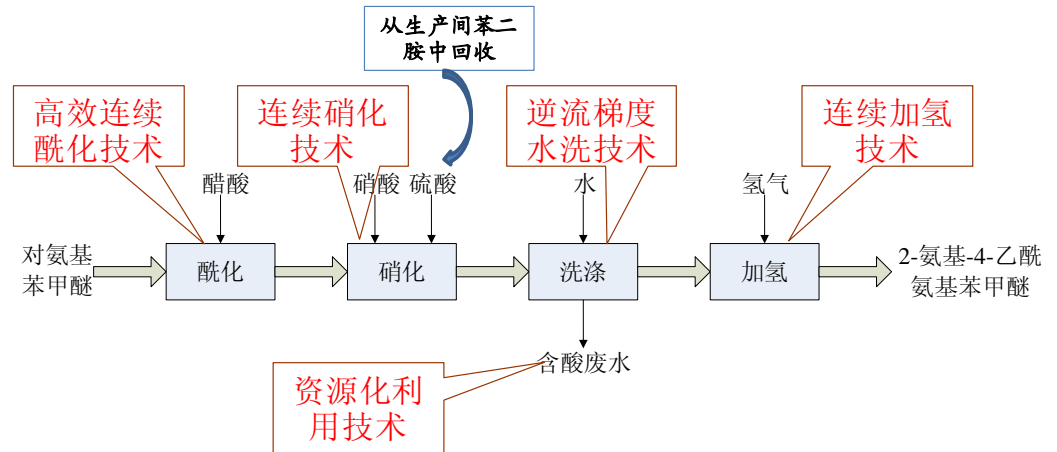 从生产间苯二
胺中回收
高效连续
酰化技术
连续硝化
技术
逆流梯度
水洗技术
连续加氢
技术
醋酸
硝酸
硫酸
水
氢气
对氨基
苯甲醚
酰化
硝化
洗涤
加氢
2-氨基-4-乙酰
氨基苯甲醚
含酸废水
资源化利
用技术